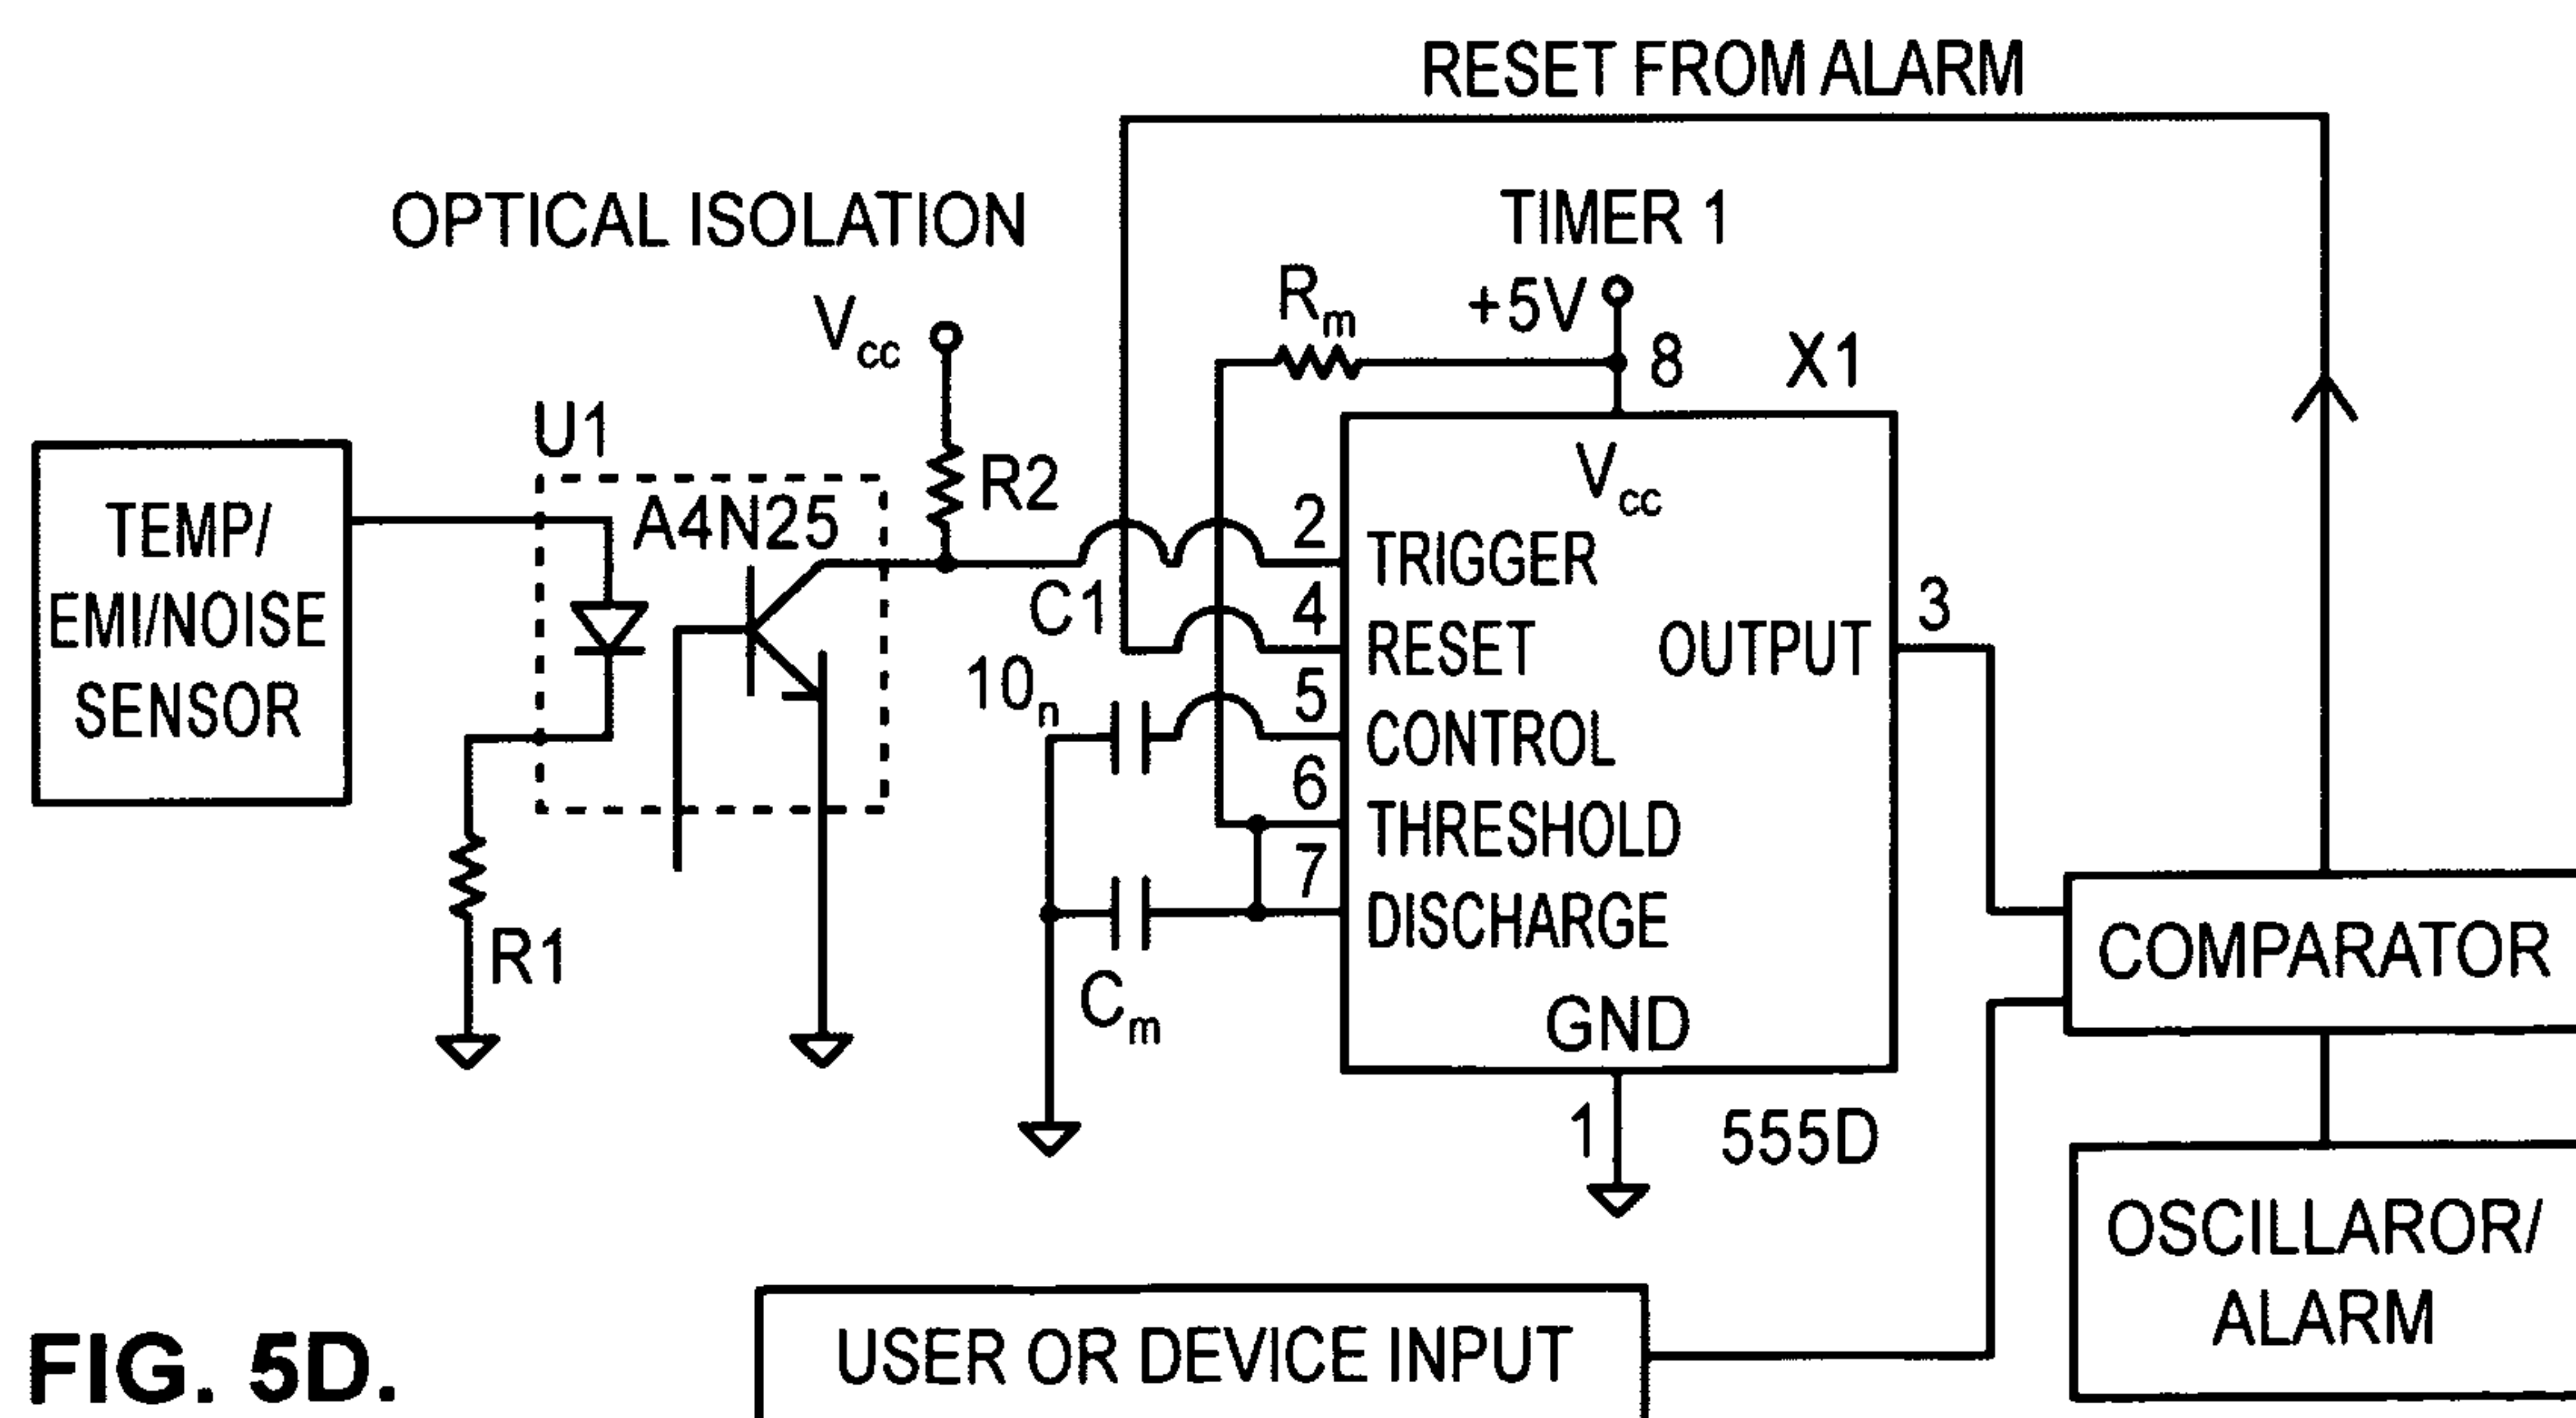 RESET FROM ALARM
OPTICAL ISOLATION
TIMER 1
Vcc
Rm
+5V
8
X1
U1
A4N25
R2
TEMP/
EMI/NOISE
SENSOR
R1
C1
10n
Cm
Vcc
2
TRIGGER
4
RESET
5
CONTROL
6
THRESHOLD
7
DISCHARGE
OUTPUT
3
GND
1
555D
COMPARATOR
OSCILLAROR/
ALARM
USER OR DEVICE INPUT
FIG. 5D.